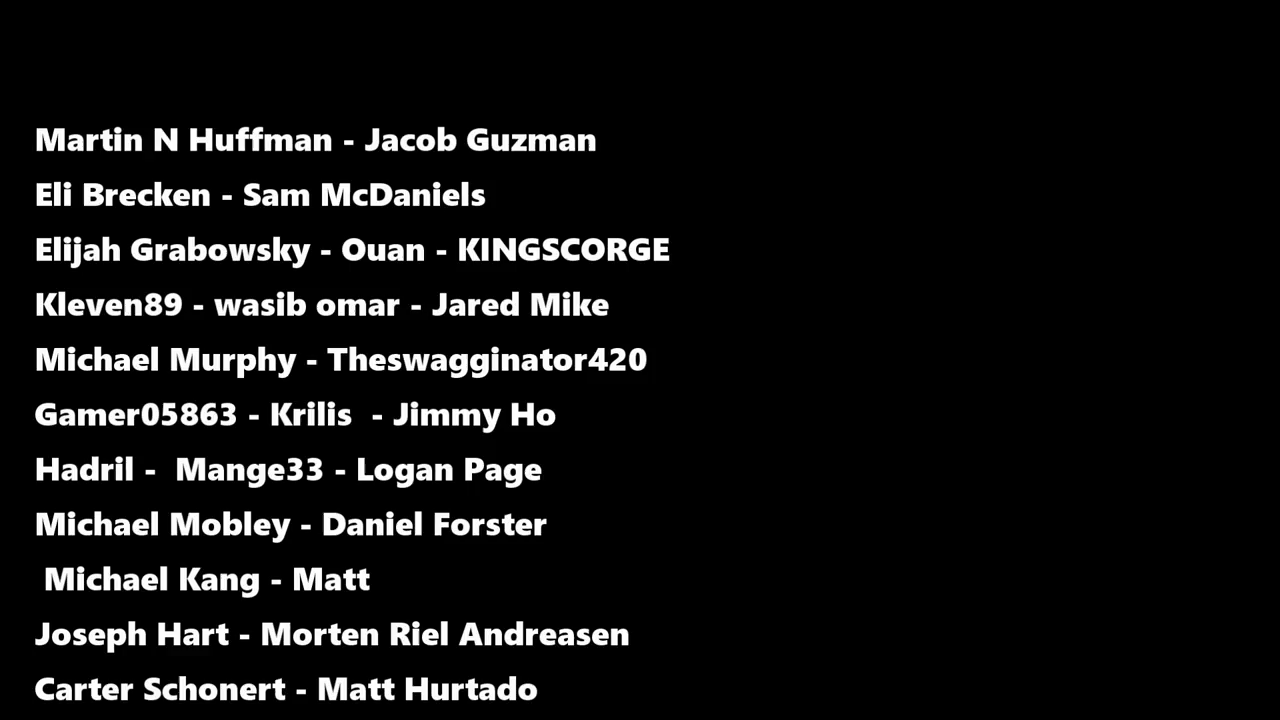 Martin N Huffman - Jacob Guzman
Eli Brecken - Sam McDaniels
Elijah Grabowsky - Ouan - KINGSCORGE
Kleven89 - wasib omar - Jared Mike
Michael Murphy - Theswagginator420
Gamer05863 - Krilis  - Jimmy Ho
Hadril -  Mange33 - Logan Page
Michael Mobley - Daniel Forster
Michael Kang - Matt
Joseph Hart - Morten Riel Andreasen
Carter Schonert - Matt Hurtado